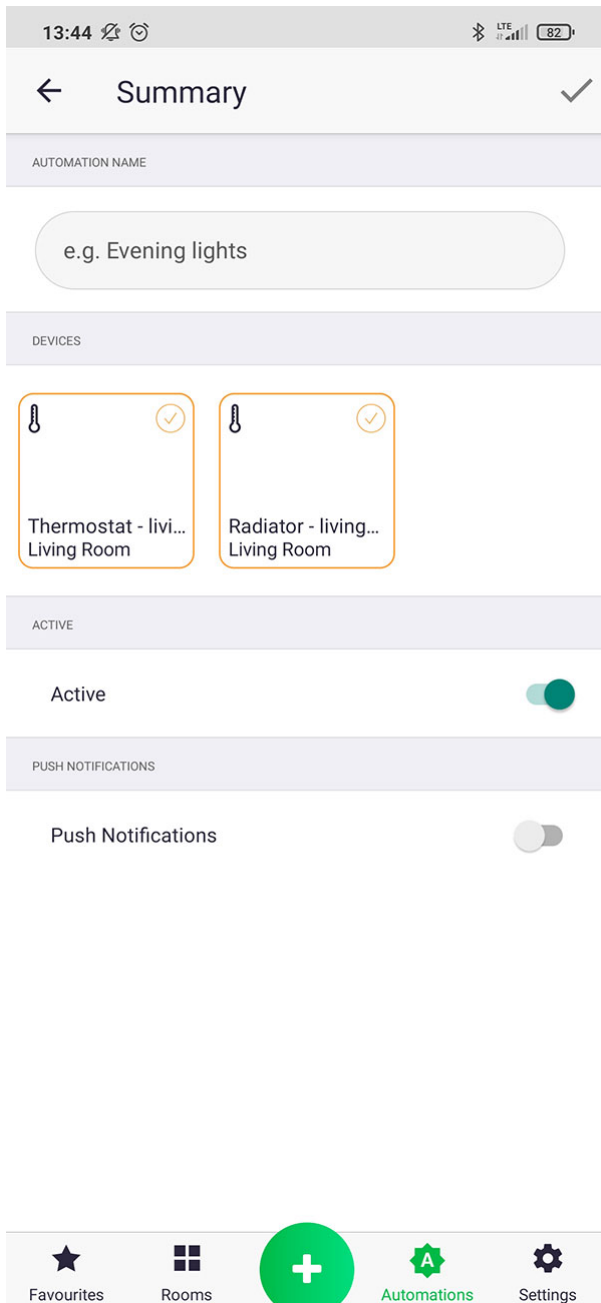 13:44 LTE 82
Summary
AUTOMATION NAME
e.g. Evening lights
DEVICES
Thermostat - livi...
Living Room
Radiator - living...
Living Room
ACTIVE
Active
PUSH NOTIFICATIONS
Push Notifications
A
Favourites Rooms Automations Settings